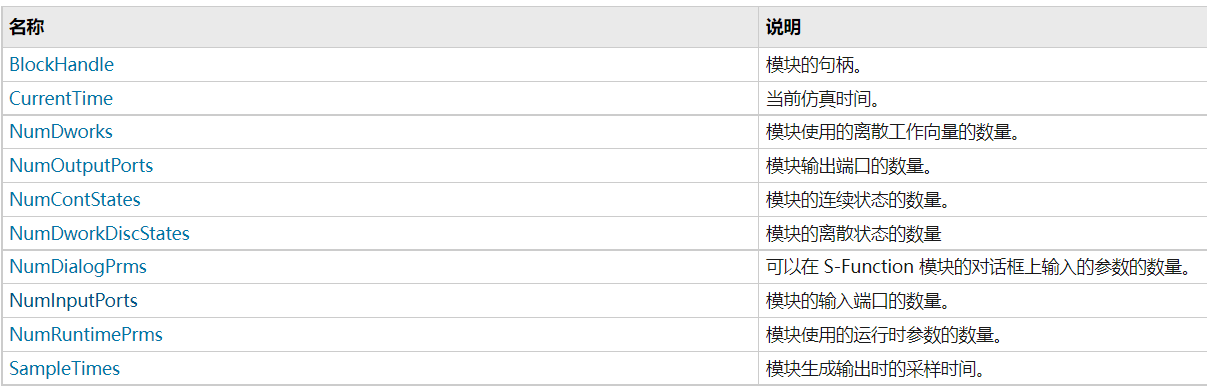 名称 说明
BlockHandle 模块的句柄。
CurrentTime 当前仿真时间。
NumDworks 模块使用的离散工作向量的数量。
NumOutputPorts 模块输出端口的数量。
NumContStates 模块的连续状态的数量。
NumDworkDiscStates 模块的离散状态的数量
NumDialogPrms 可以在 S-Function 模块的对话框上输入的参数的数量。
NumInputPorts 模块的输入端口的数量。
NumRuntimePrms 模块使用的运行时参数的数量。
SampleTimes 模块生成输出时的采样时间。